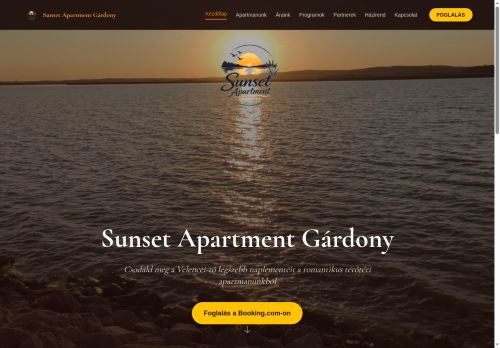 Sunset Apartment Gárdony
Kezdőlap Apartmanunk Áraink Programok Partnerek Házirend Kapcsolat FOGLALÁS
Sunset
Apartment
Sunset Apartment Gárdony
Csodáld meg a Velencei-tó legszebb naplementéit a romantikus tetőtéri
apartmanunkból
Foglalás a Booking.com-on